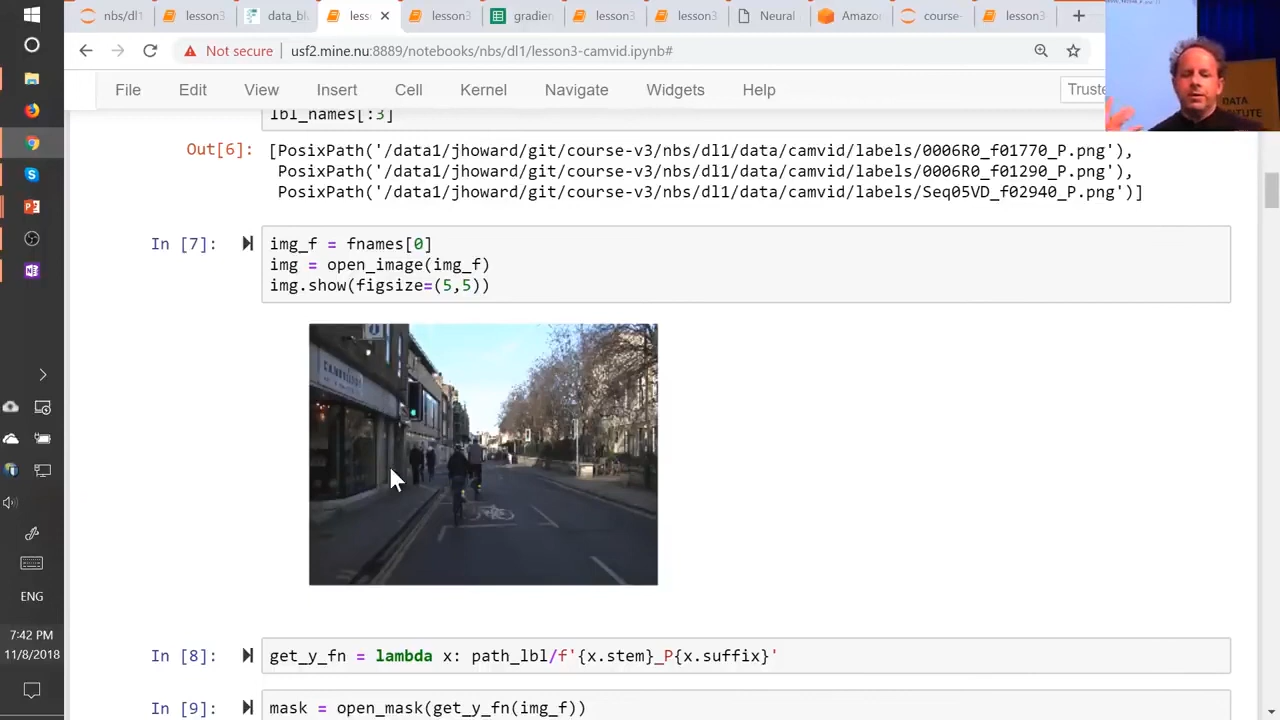 nbs/dl1
lesson3
data_bl
less
lesson3
gradien
lesson3
lesson3
Neural
Amazo
course-
lesson3
Not secure
usf2.mine.nu:8889/notebooks/nbs/dl1/lesson3-camvid.ipynb#
File Edit View Insert Cell Kernel Navigate Widgets Help Truste
DATA
lbl_names[:3]
Out[6]: [PosixPath('/data1/jhoward/git/course-v3/nbs/dl1/data/camvid/labels/0006R0_f01770_P.png'),
PosixPath('/data1/jhoward/git/course-v3/nbs/dl1/data/camvid/labels/0006R0_f01290_P.png'),
PosixPath('/data1/jhoward/git/course-v3/nbs/dl1/data/camvid/labels/Seq05VD_f02940_P.png')]
In [7]: img_f = fnames[0]
img = open_image(img_f)
img.show(figsize=(5,5))
In [8]: get_y_fn = lambda x: path_lbl/f'{x.stem}_P{x.suffix}'
In [9]: mask = open_mask(get_y_fn(img_f))
ENG
7:42 PM
11/8/2018